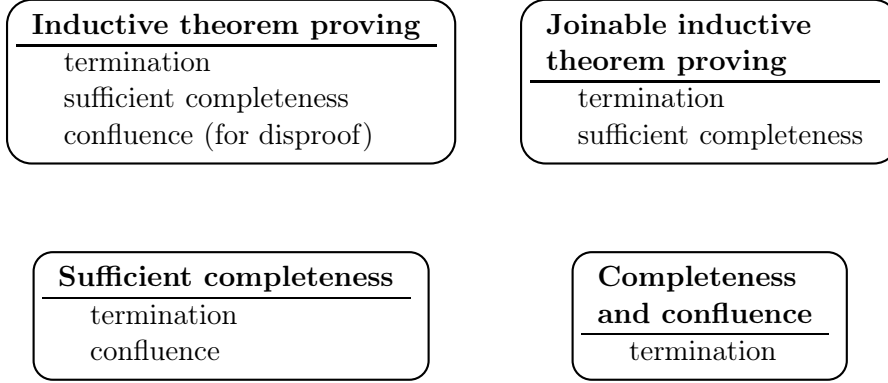 Inductive theorem proving
termination
sufficient completeness
confluence (for disproof)
Joinable inductive
theorem proving
termination
sufficient completeness
Sufficient completeness
termination
confluence
Completeness
and confluence
termination